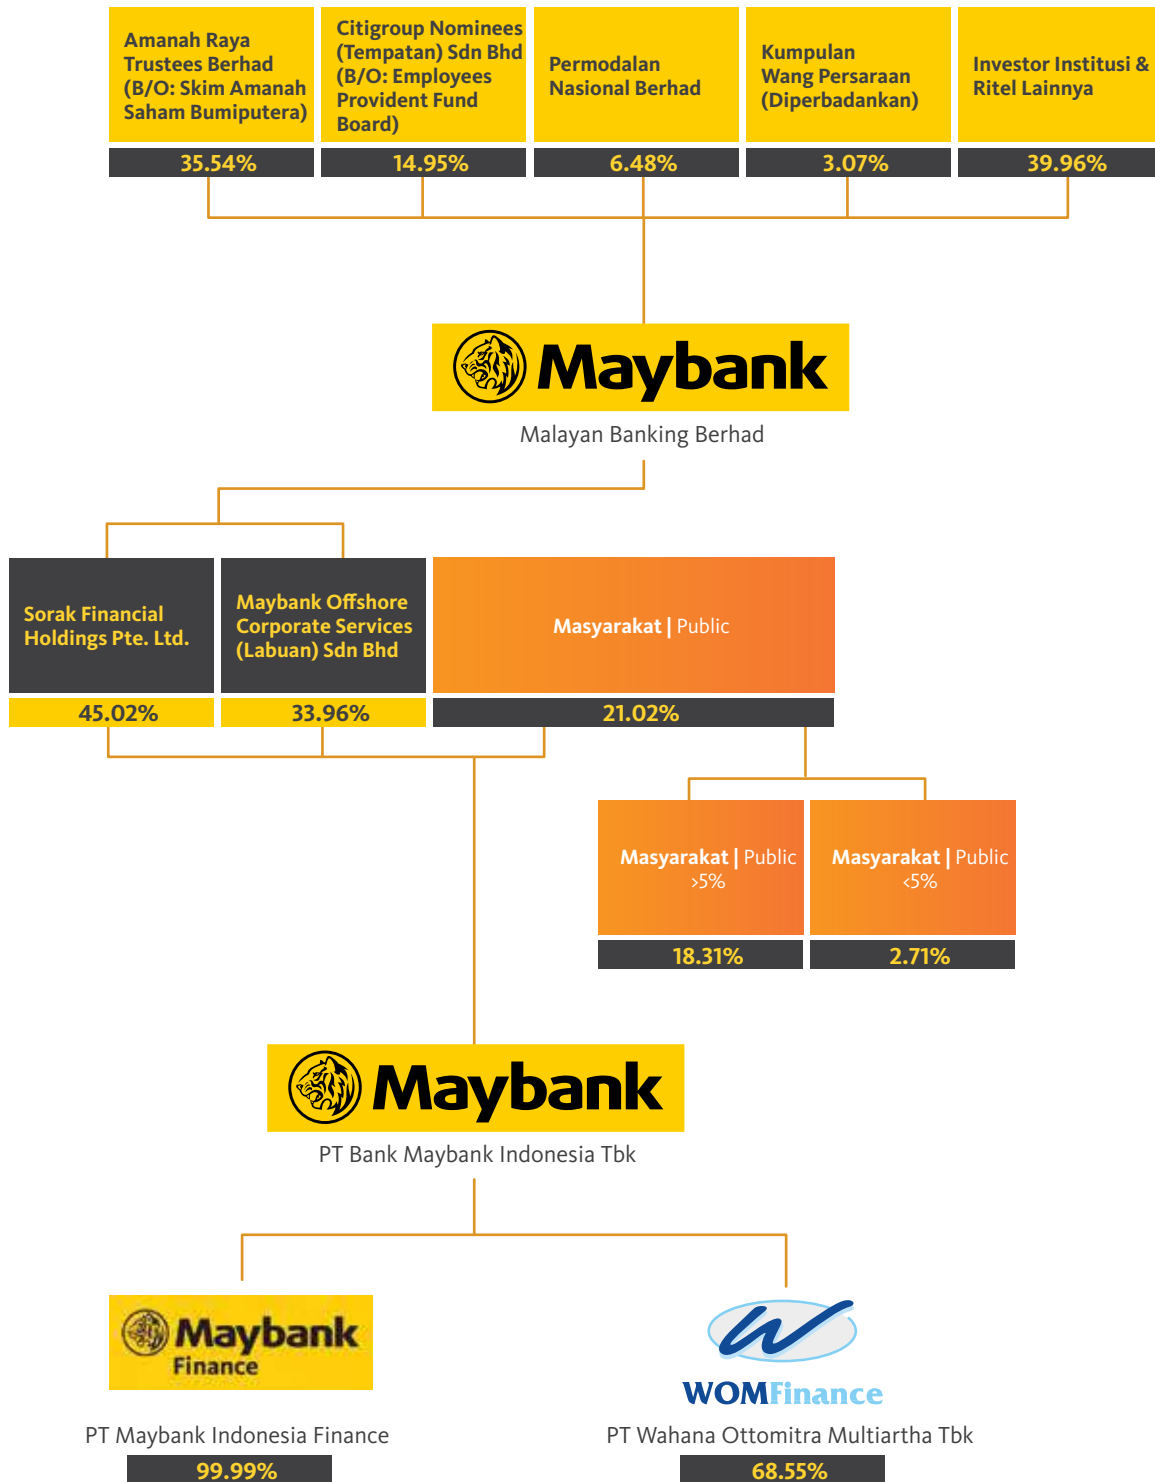 Amanah Raya
Trustees Berhad
(B/O: Skim Amanah
Saham Bumiputera)
35.54%
Citigroup Nominees
(Tempatan) Sdn Bhd
(B/O: Employees
Provident Fund
Board)
14.95%
Permodalan
Nasional Berhad
6.48%
Kumpulan
Wang Persaraan
(Diperbadankan)
3.07%
Investor Institusi &
Ritel Lainnya
39.96%
Maybank
Malayan Banking Berhad
Sorak Financial
Holdings Pte. Ltd.
45.02%
Maybank Offshore
Corporate Services
(Labuan) Sdn Bhd
33.96%
Masyarakat | Public
21.02%
Masyarakat | Public
>5%
18.31%
Masyarakat | Public
<5%
2.71%
Maybank
PT Bank Maybank Indonesia Tbk
Maybank
Finance
PT Maybank Indonesia Finance
99.99%
WOMFinance
PT Wahana Ottomitra Multiartha Tbk
68.55%